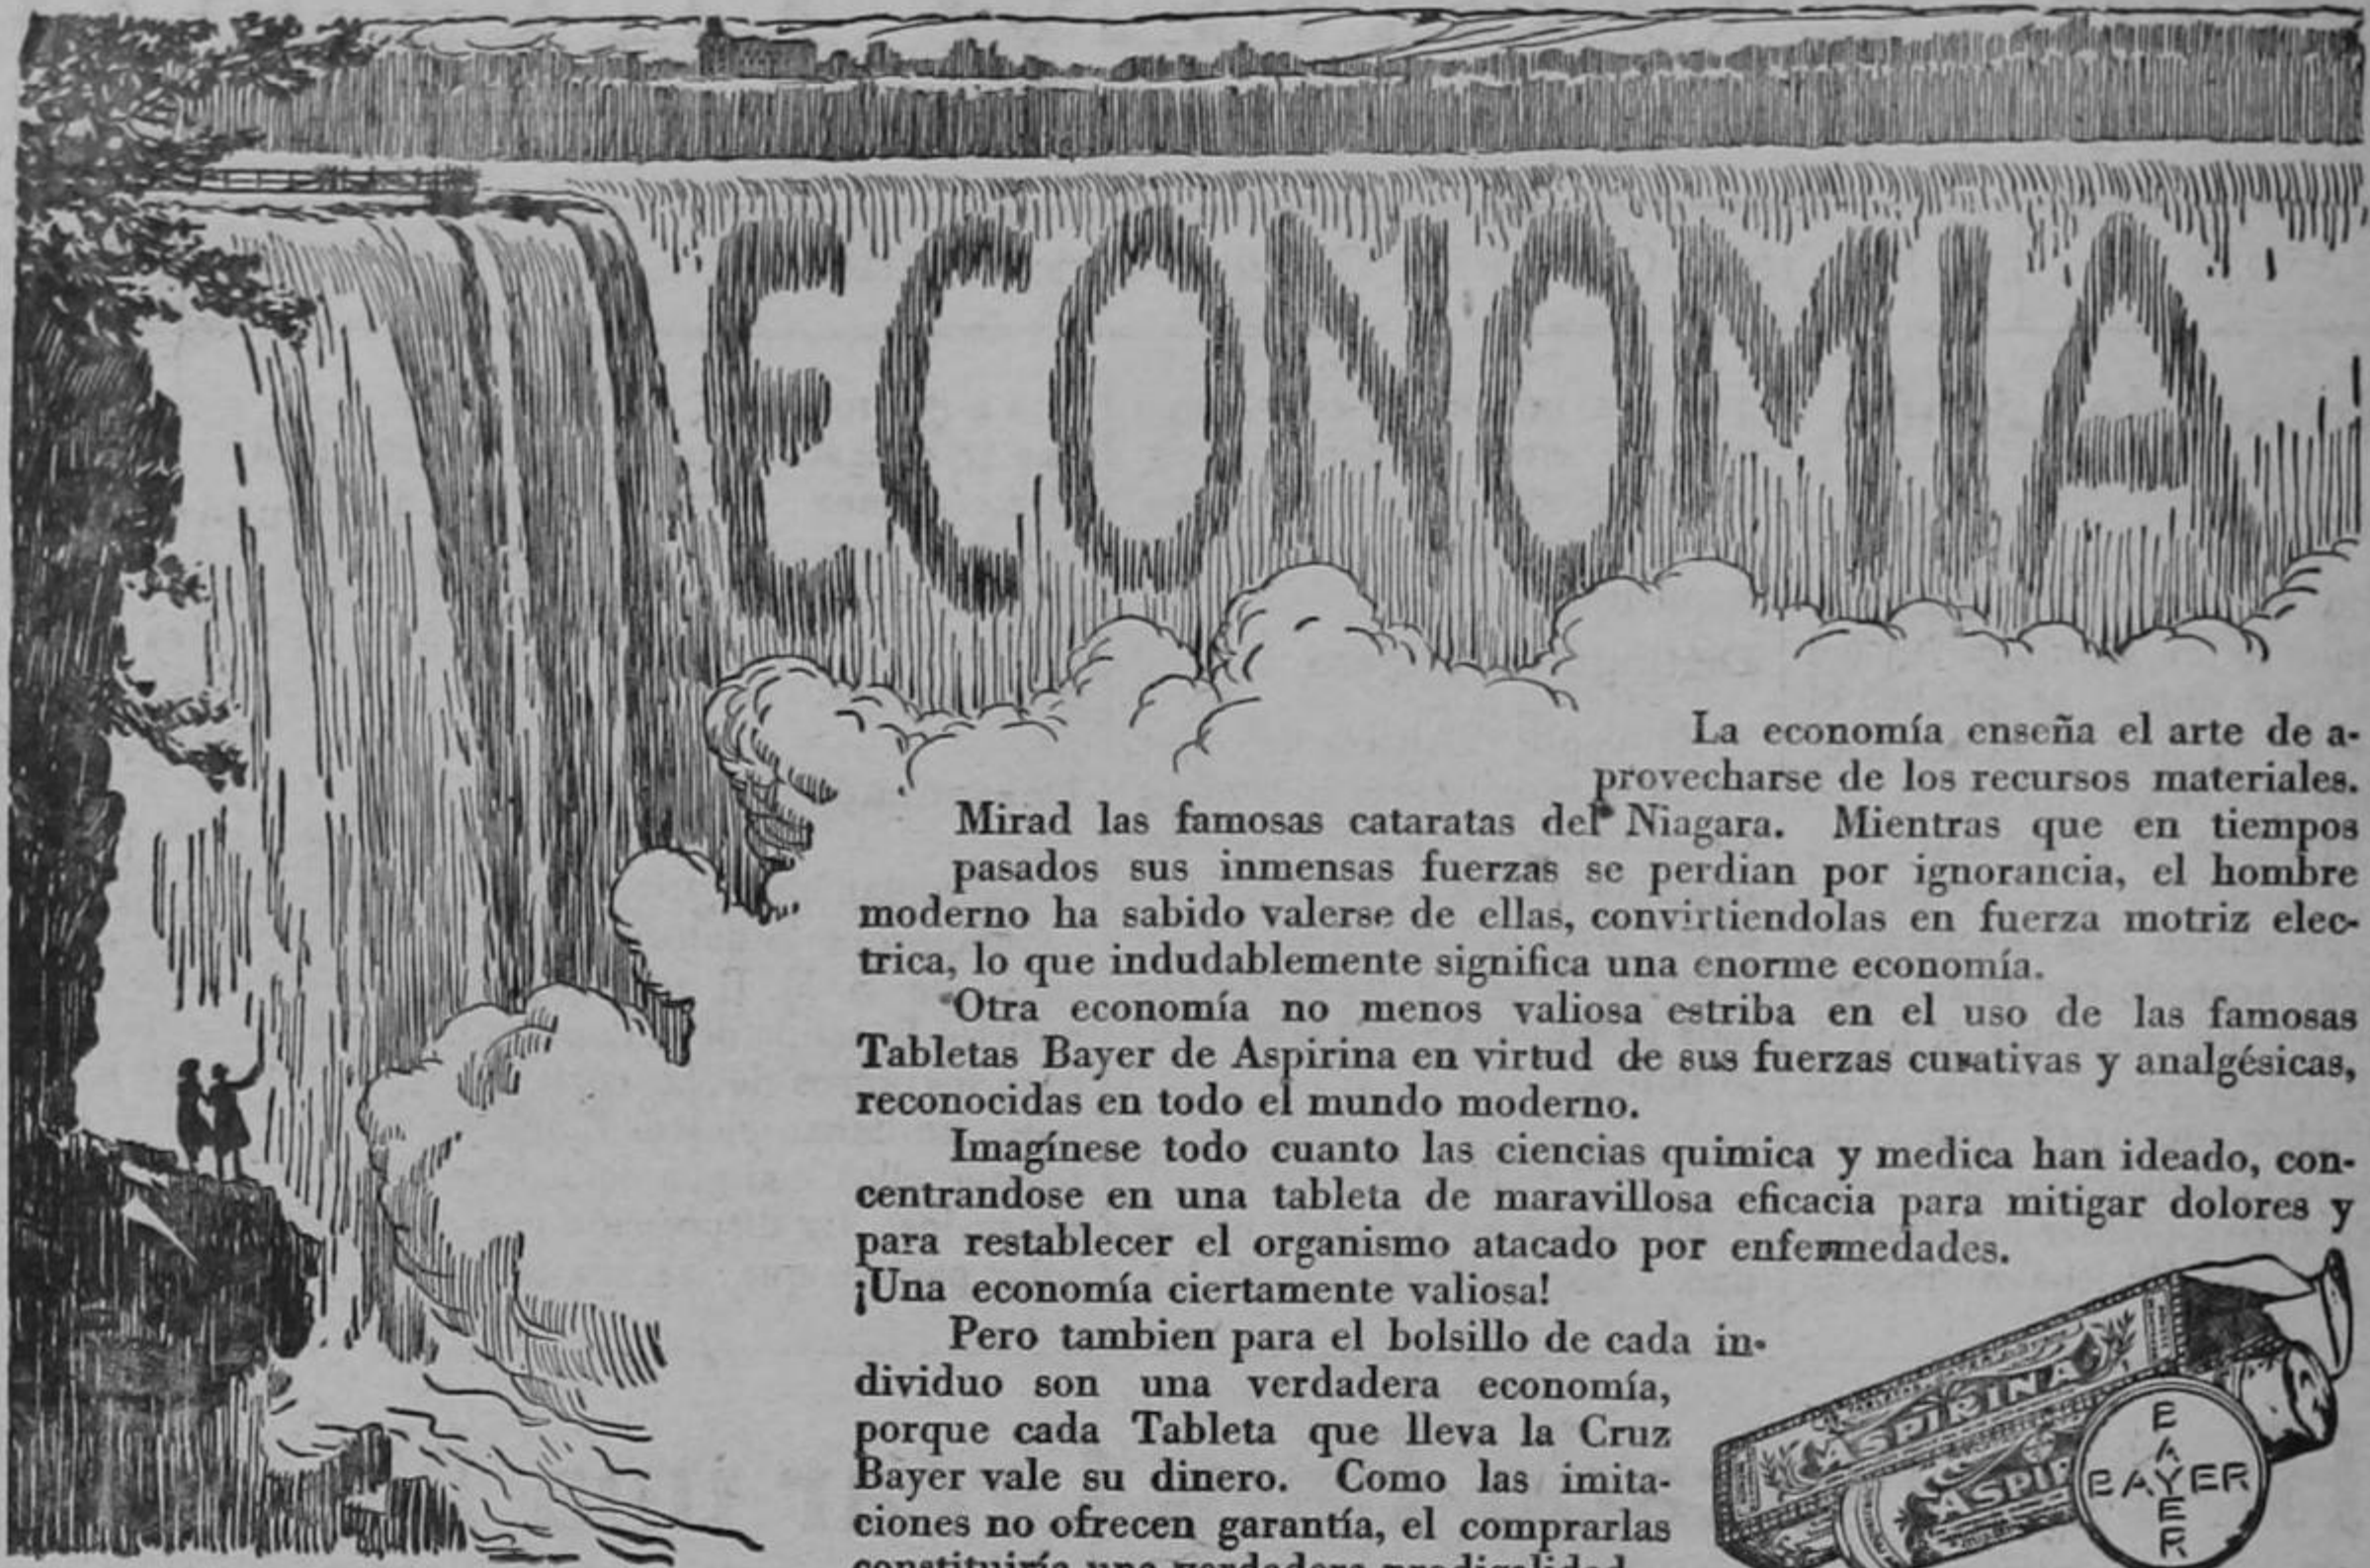 ECONOMIA
La economía enseña el arte de a-
provecharse de los recursos materiales.
Mirad las famosas cataratas del Niagara. Mientras que en tiempos
pasados sus inmensas fuerzas se perdian por ignorancia, el hombre
moderno ha sabido valerse de ellas, convirtiendolas en fuerza motriz elec-
trica, lo que indudablemente significa una enorme economía.
Otra economía no menos valiosa estriba en el uso de las famosas
Tabletas Bayer de Aspirina en virtud de sus fuerzas curativas y analgésicas,
reconocidas en todo el mundo moderno.
Imagínese todo cuanto las ciencias quimica y medica han ideado, con-
centrandose en una tableta de maravillosa eficacia para mitigar dolores y
para restablecer el organismo atacado por enfermedades.
¡Una economía ciertamente valiosa!
Pero tambien para el bolsillo de cada in-
dividuo son una verdadera economía,
porque cada Tableta que lleva la Cruz
Bayer vale su dinero. Como las imita-
ciones no ofrecen garantía, el comprarlas
constituiría una verdadera prodigalidad
ASPIRINA
ASPIR
BAYER
BAYER